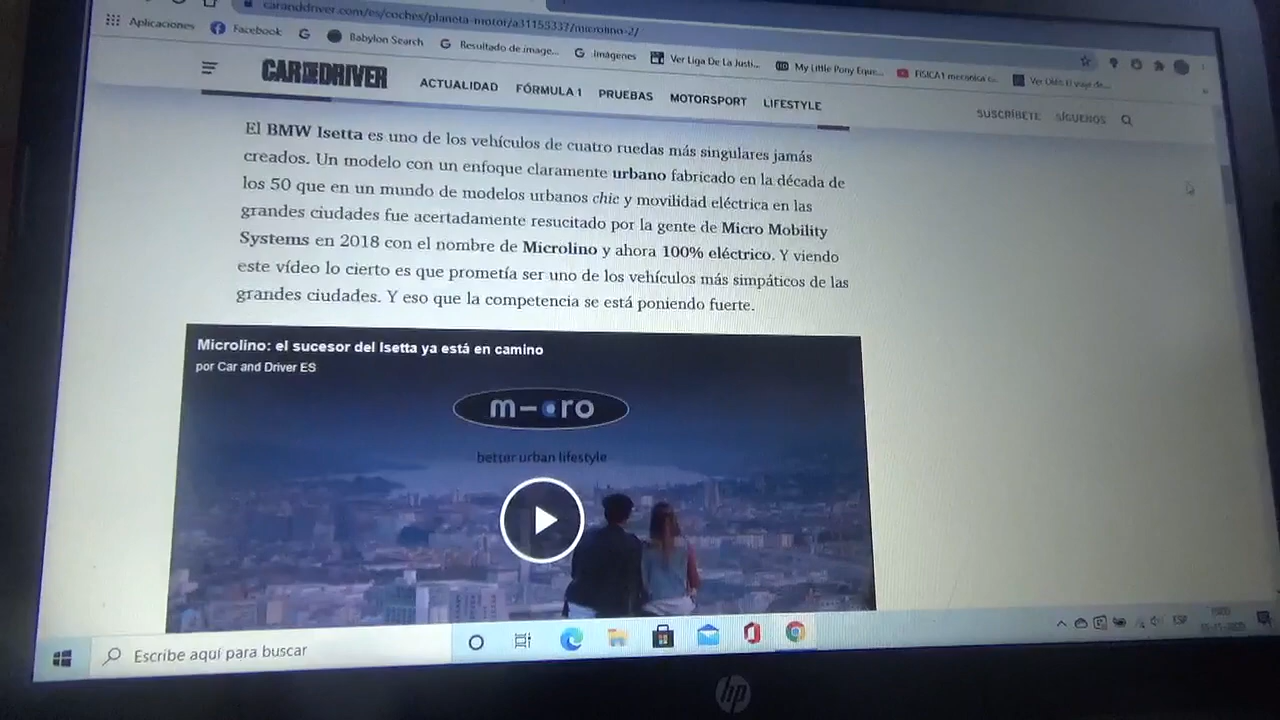 caranddriver.com/es/coches/planeta-motor/a31155337/microlino-2/
Aplicaciones Facebook Babylon Search Resultado de image... Imágenes Ver Liga De La Justi... My Little Pony Eque... FISICA 1 mecanica
CAR AND DRIVER ACTUALIDAD FÓRMULA 1 PRUEBAS MOTORSPORT LIFESTYLE SUSCRÍBETE SÍGUENOS
El BMW Isetta es uno de los vehículos de cuatro ruedas más singulares jamás
creados. Un modelo con un enfoque claramente urbano fabricado en la década de
los 50 que en un mundo de modelos urbanos chic y movilidad eléctrica en las
grandes ciudades fue acertadamente resucitado por la gente de Micro Mobility
Systems en 2018 con el nombre de Microlino y ahora 100% eléctrico. Y viendo
este vídeo lo cierto es que prometía ser uno de los vehículos más simpáticos de las
grandes ciudades. Y eso que la competencia se está poniendo fuerte.
Microlino: el sucesor del Isetta ya está en camino
por Car and Driver ES
micro
better urban lifestyle
Escribe aquí para buscar
ESP
hp